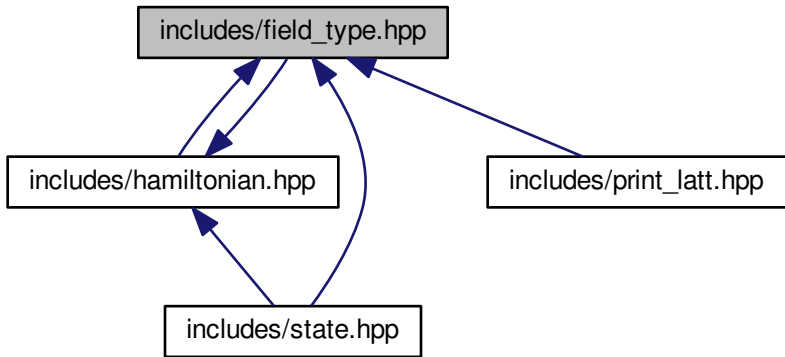 includes/field_type.hpp
includes/hamiltonian.hpp
includes/print_latt.hpp
includes/state.hpp